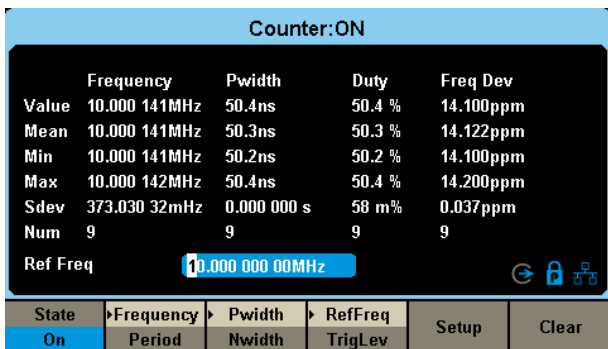 Counter:ON
Frequency Pwidth Duty Freq Dev
Value 10.000 141MHz 50.4ns 50.4 % 14.100ppm
Mean 10.000 141MHz 50.3ns 50.3 % 14.122ppm
Min 10.000 141MHz 50.2ns 50.2 % 14.100ppm
Max 10.000 142MHz 50.4ns 50.4 % 14.200ppm
Sdev 373.030 32mHz 0.000 000 s 58 m% 0.037ppm
Num 9 9 9 9
Ref Freq 10.000 000 00MHz
P
State Frequency Pwidth RefFreq Setup Clear
On Period Nwidth TrigLev